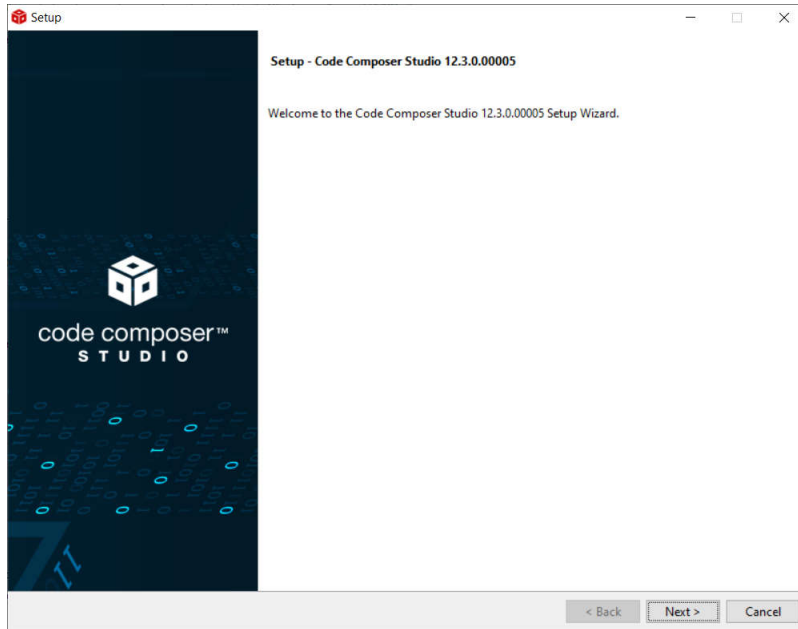 Setup
Setup - Code Composer Studio 12.3.0.00005
Welcome to the Code Composer Studio 12.3.0.00005 Setup Wizard.
code composer™
STUDIO
< Back
Next >
Cancel